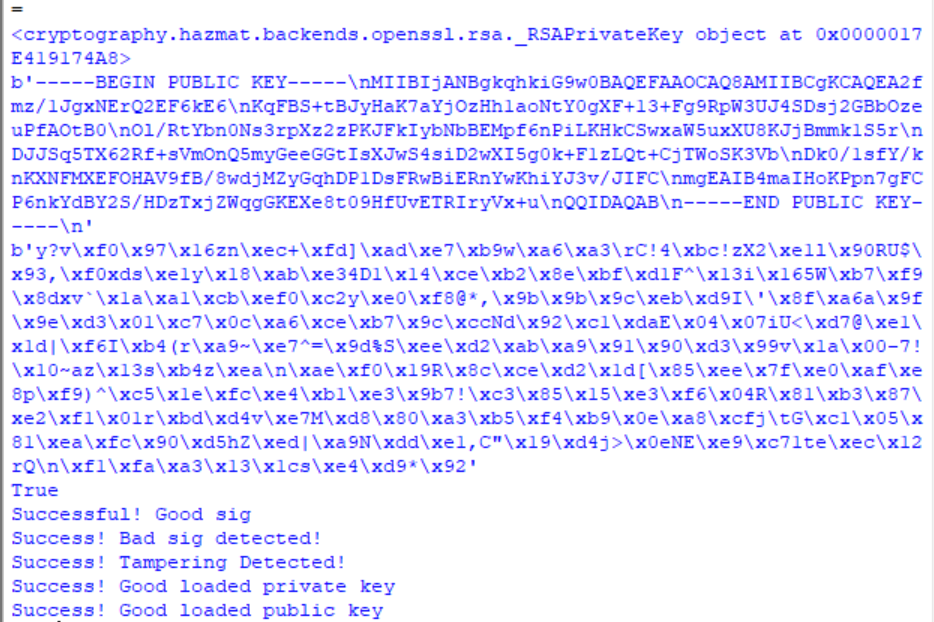 =
<cryptography.hazmat.backends.openssl.rsa._RSAPrivateKey object at 0x0000017
E419174A8>
b'-----BEGIN PUBLIC KEY-----\nMIIBIjANBgkqhkiG9w0BAQEFAAOCAQ8AMIIBCgKCAQEA2f
mz/1JgxNErQ2EF6kE6\nKqFBS+tBJyHaK7aYjOzHh1aoNtY0gXF+13+Fg9RpW3UJ4SDsj2GBbOze
uPfAOtB0\nOl/RtYbn0Ns3rpXz2zPKJFkIybNbBEMpf6nPiLKHkCSwxaW5uxXU8KJjBmmk1S5r\n
DJJSq5TX62Rf+sVmOnQ5myGeeGGtIsXJwS4siD2wXI5g0k+F1zLQt+CjTWoSK3Vb\nDk0/1sfY/k
nKXNFMXEFOHAV9fB/8wdjMZyGqhDP1DsFRwBiERnYwKhiYJ3v/JIFC\nmgEAIB4maIHoKPpn7gFC
P6nkYdBY2S/HDzTxjZWqgGKEXe8t09HfUvETRIryVx+u\nQQIDAQAB\n-----END PUBLIC KEY-
----\n'
b'y?v\xf0\x97\x16zn\xec+\xfd]\xad\xe7\xb9w\xa6\xa3\rC!4\xbc!zX2\xe1l\x90RU$\
x93,\xf0xds\xe1y\x18\xab\xe34D1\x14\xce\xb2\x8e\xbf\xd1F^\x13i\x165W\xb7\xf9
\x8dxv`\x1a\xa1\xcb\xef0\xc2y\xe0\xf8@*,\x9b\x9b\x9c\xeb\xd9I\'\x8f\xa6a\x9f
\x9e\xd3\x01\xc7\x0c\xa6\xce\xb7\x9c\xccNd\x92\xc1\xdaE\x04\x07iU<\xd7@\xe1\
x1d|\xf6I\xb4(r\xa9~\xe7^=\x9d%S\xee\xd2\xab\xa9\x91\x90\xd3\x99v\x1a\x00-7!
\x10~az\x13s\xb4z\xea\n\xae\xf0\x19R\x8c\xce\xd2\x1d[\x85\xee\x7f\xe0\xaf\xe
8p\xf9)^\xc5\x1e\xfc\xe4\xb1\xe3\x9b7!\xc3\x85\x15\xe3\xf6\x04R\x81\xb3\x87\
xe2\xf1\x01r\xbd\xd4v\xe7M\xd8\x80\xa3\xb5\xf4\xb9\x0e\xa8\xcfj\tG\xc1\x05\x
81\xea\xfc\x90\xd5hZ\xed|\xa9N\xdd\xe1,C"\x19\xd4j>\x0eNE\xe9\xc71te\xec\x12
rQ\n\xf1\xfa\xa3\x13\x1cs\xe4\xd9*\x92'
True
Successful! Good sig
Success! Bad sig detected!
Success! Tampering Detected!
Success! Good loaded private key
Success! Good loaded public key